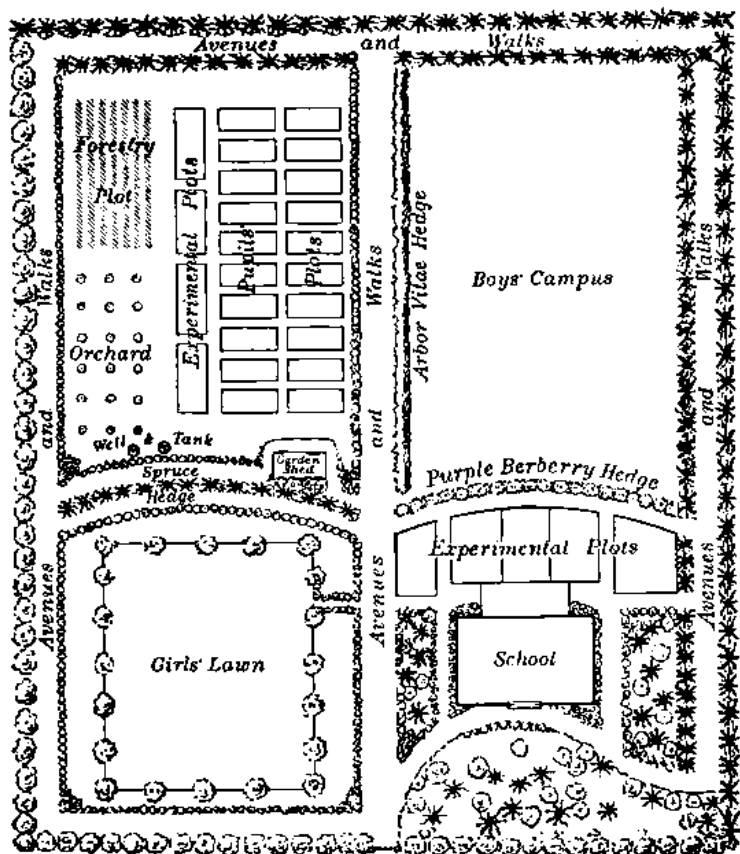 Avenues and Walks
Forestry
Plot
Experimental Plots
Pupils' Plots
Orchard
Well & Tank
Spruce
Hedge
Garden
Shed
Avenues and Walks
Avenues and Walks
Arbor Vitae Hedge
Boys' Campus
Avenues and Walks
Purple Berberry Hedge
Experimental Plots
Girls' Lawn
School